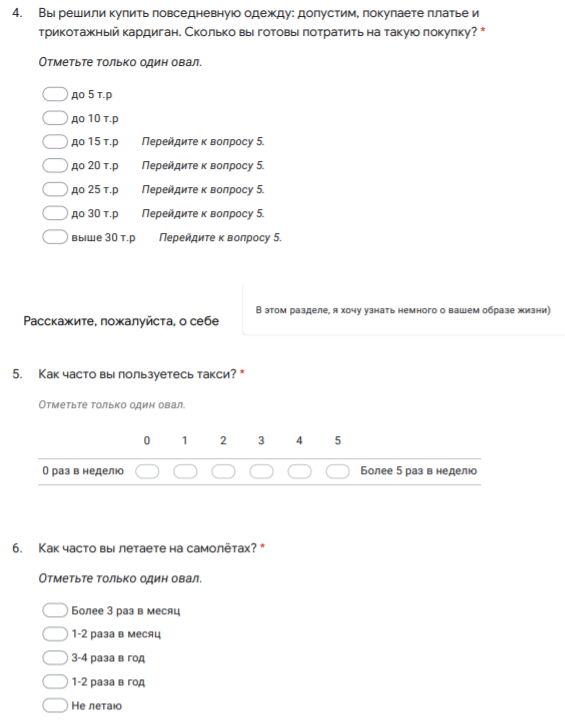 4. Вы решили купить повседневную одежду: допустим, покупаете платье и
трикотажный кардиган. Сколько вы готовы потратить на такую покупку? *
Отметьте только один овал.
до 5 т.р
до 10 т.р
до 15 т.р Перейдите к вопросу 5.
до 20 т.р Перейдите к вопросу 5.
до 25 т.р Перейдите к вопросу 5.
до 30 т.р Перейдите к вопросу 5.
выше 30 т.р Перейдите к вопросу 5.
Расскажите, пожалуйста, о себе
В этом разделе, я хочу узнать немного о вашем образе жизни)
5. Как часто вы пользуетесь такси? *
Отметьте только один овал.
0 1 2 3 4 5
0 раз в неделю Более 5 раз в неделю
6. Как часто вы летаете на самолётах? *
Отметьте только один овал.
Более 3 раз в месяц
1-2 раза в месяц
3-4 раза в год
1-2 раза в год
Не летаю